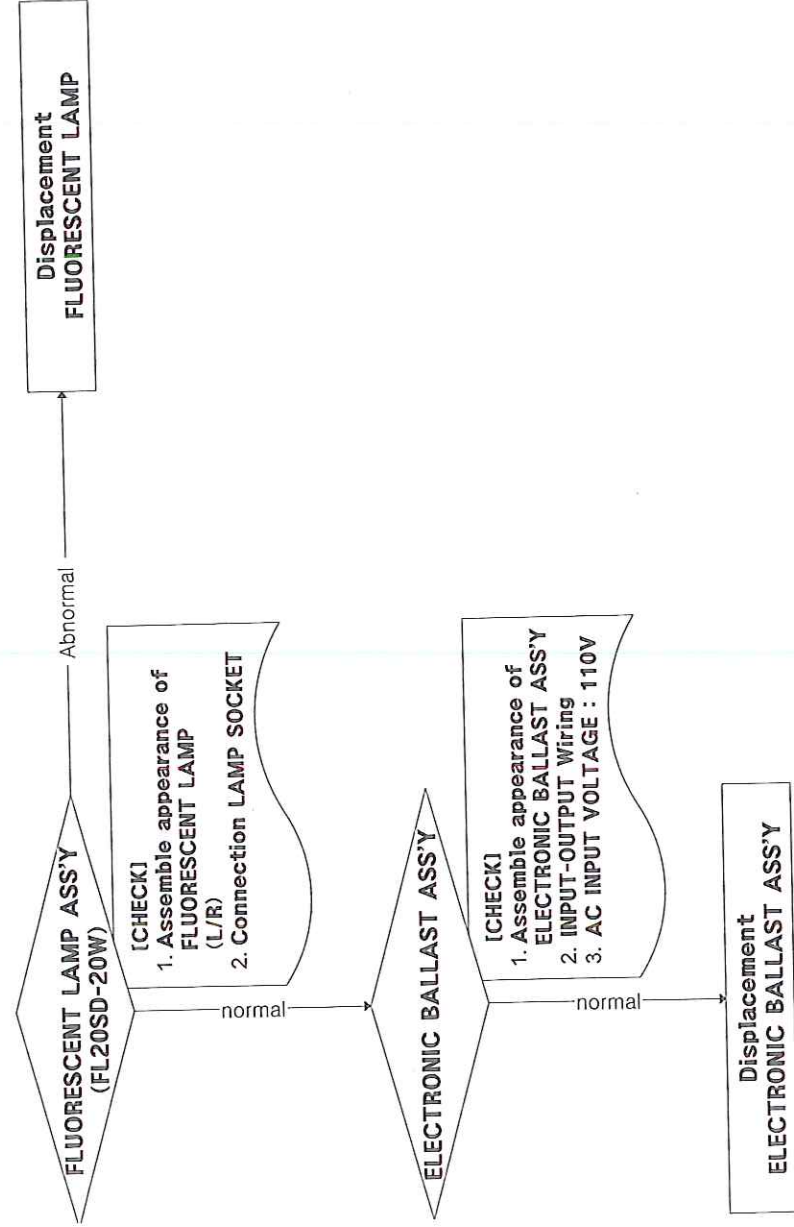 FLUORESCENT LAMP ASS'Y
(FL20SD-20W)
Abnormal
Displacement
FLUORESCENT LAMP
[CHECK]
1. Assemble appearance of
FLUORESCENT LAMP
(L/R)
2. Connection LAMP SOCKET
normal
ELECTRONIC BALLAST ASS'Y
[CHECK]
1. Assemble appearance of
ELECTRONIC BALLAST ASS'Y
2. INPUT-OUTPUT Wiring
3. AC INPUT VOLTAGE : 110V
normal
Displacement
ELECTRONIC BALLAST ASS'Y